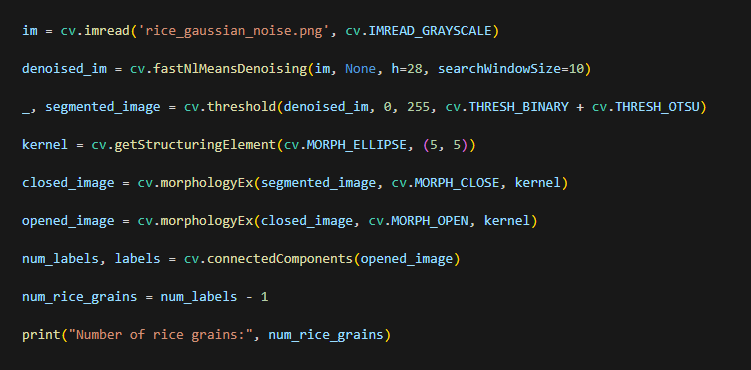 im = cv.imread('rice_gaussian_noise.png', cv.IMREAD_GRAYSCALE)
denoised_im = cv.fastNlMeansDenoising(im, None, h=28, searchWindowSize=10)
_, segmented_image = cv.threshold(denoised_im, 0, 255, cv.THRESH_BINARY + cv.THRESH_OTSU)
kernel = cv.getStructuringElement(cv.MORPH_ELLIPSE, (5, 5))
closed_image = cv.morphologyEx(segmented_image, cv.MORPH_CLOSE, kernel)
opened_image = cv.morphologyEx(closed_image, cv.MORPH_OPEN, kernel)
num_labels, labels = cv.connectedComponents(opened_image)
num_rice_grains = num_labels - 1
print("Number of rice grains:", num_rice_grains)